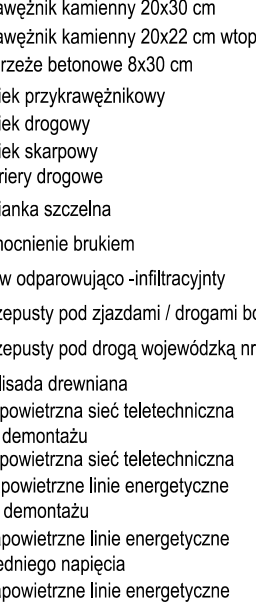 awężnik kamienny 20x30 cm
awężnik kamienny 20x22 cm wtop
rzeże betonowe 8x30 cm
iek przykrawężnikowy
iek drogowy
iek skarpowy
riery drogowe
ianka szczelna
nocnienie brukiem
w odparowująco -infiltracyjnty
zepusty pod zjazdami / drogami bo
zepusty pod drogą wojewódzką nr
lisada drewniana
powietrzna sieć teletechniczna
demontażu
powietrzna sieć teletechniczna
powietrzne linie energetyczne
demontażu
apowietrzne linie energetyczne
edniego napięcia
apowietrzne linie energetyczne